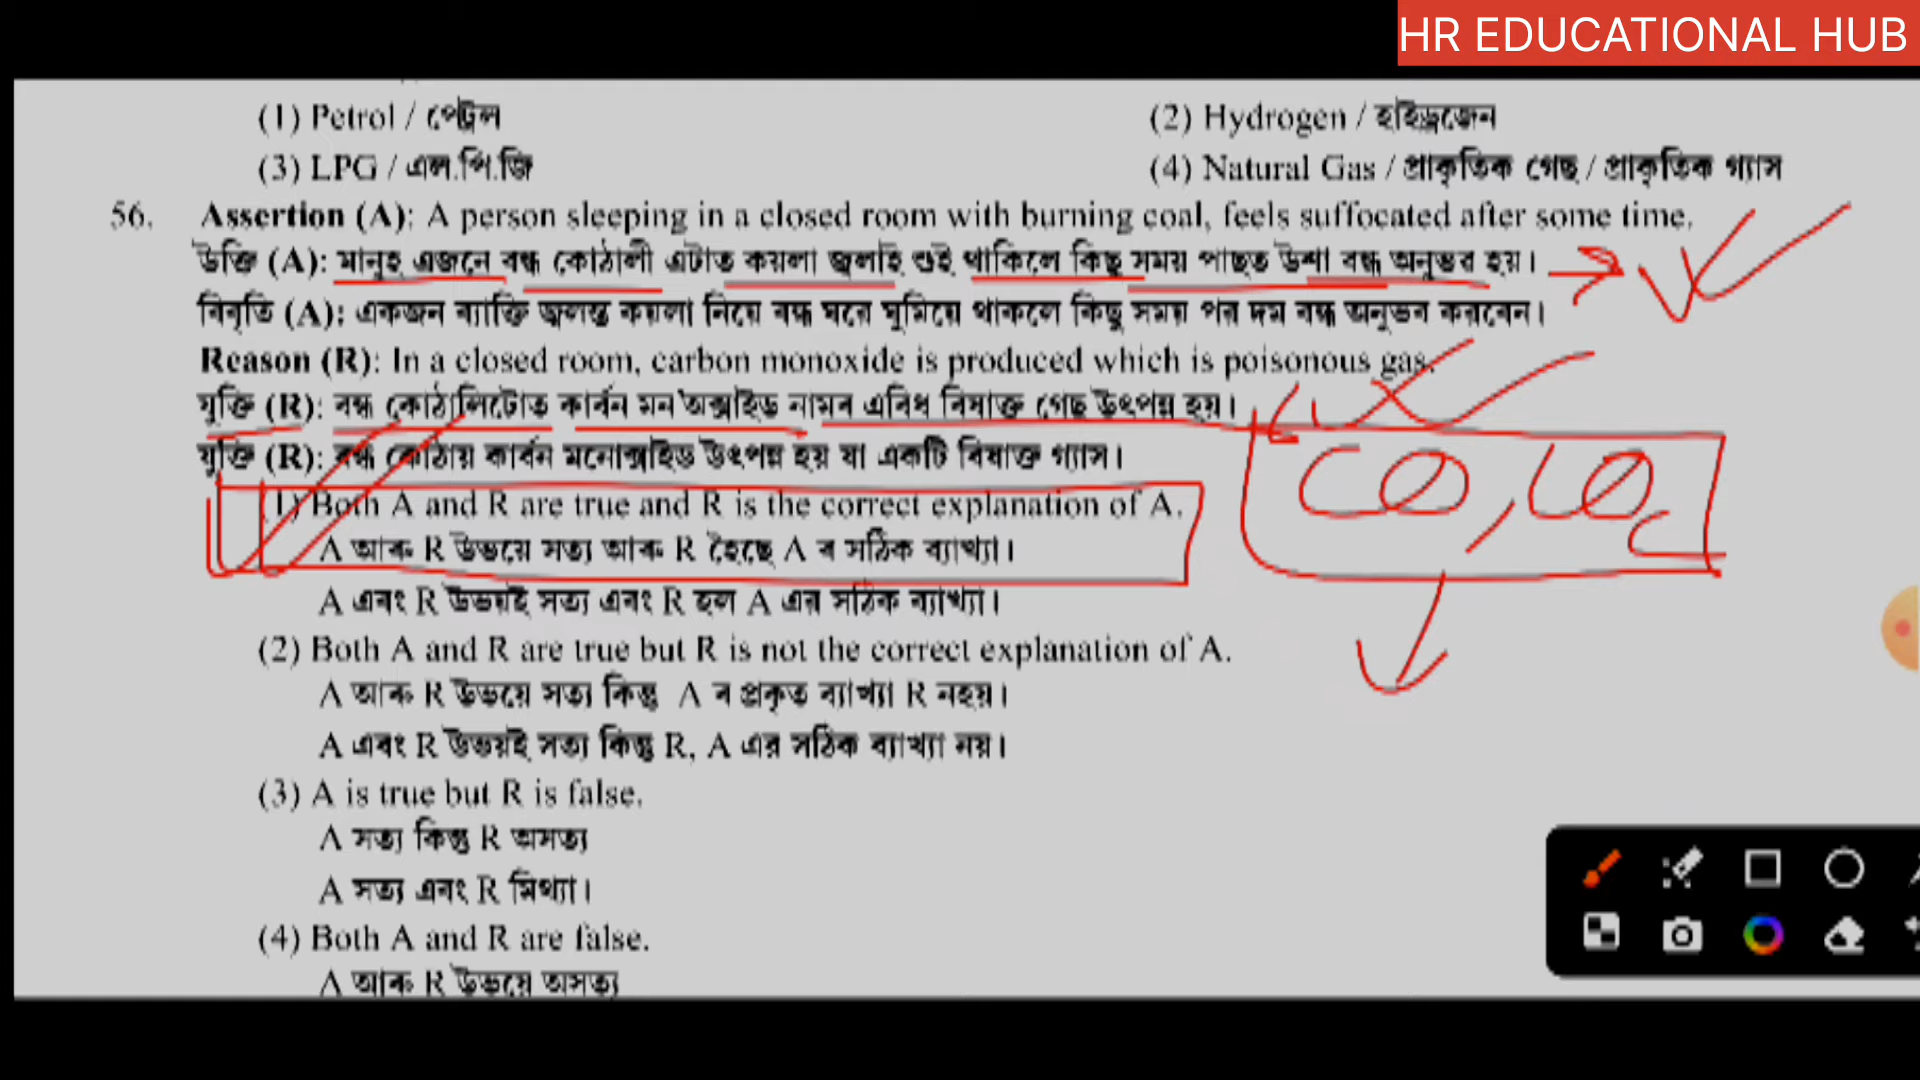 HR EDUCATIONAL HUB
(1) Petrol / পেট্রল
(2) Hydrogen / হাইড্রজেন
(3) LPG / এল.পি.জি
(4) Natural Gas / প্রাকৃতিক গেছ / প্রাকৃতিক গ্যাস
56. Assertion (A): A person sleeping in a closed room with burning coal, feels suffocated after some time.
উক্তি (A): মানুহ এজনে বন্ধ কোঠালী এটাত কয়লা জ্বলাই শুই থাকিলে কিছু সময় পাছত উশাহ বন্ধ অনুভৱ হয়।
বিবৃতি (A): একজন ব্যাক্তি জ্বলন্ত কয়লা নিয়ে বন্ধ ঘরে ঘুমিয়ে থাকলে কিছু সময় পর দম বন্ধ অনুভব করবেন।
Reason (R): In a closed room, carbon monoxide is produced which is poisonous gas.
যুক্তি (R): বন্ধ কোঠালিটোত কাৰ্বন মন'অক্সাইড নামৰ এবিধ বিষাক্ত গেছ উৎপন্ন হয়।
যুক্তি (R): বন্ধ কোঠায় কার্বন মনোক্সাইড উৎপন্ন হয় যা একটি বিষাক্ত গ্যাস।
CO, CO2
(1) Both A and R are true and R is the correct explanation of A.
A আৰু R উভয়ে সত্য আৰু R হৈছে A ৰ সঠিক ব্যাখ্যা।
A এবং R উভয়ই সত্য এবং R হল A এর সঠিক ব্যাখ্যা।
(2) Both A and R are true but R is not the correct explanation of A.
A আৰু R উভয়ে সত্য কিন্তু A ৰ প্ৰকৃত ব্যাখ্যা R নহয়।
A এবং R উভয়ই সত্য কিন্তু R, A এর সঠিক ব্যাখ্যা নয়।
(3) A is true but R is false.
A সত্য কিন্তু R অসত্য
A সত্য এবং R মিথ্যা।
(4) Both A and R are false.
A আৰু R উভয়ে অসত্য